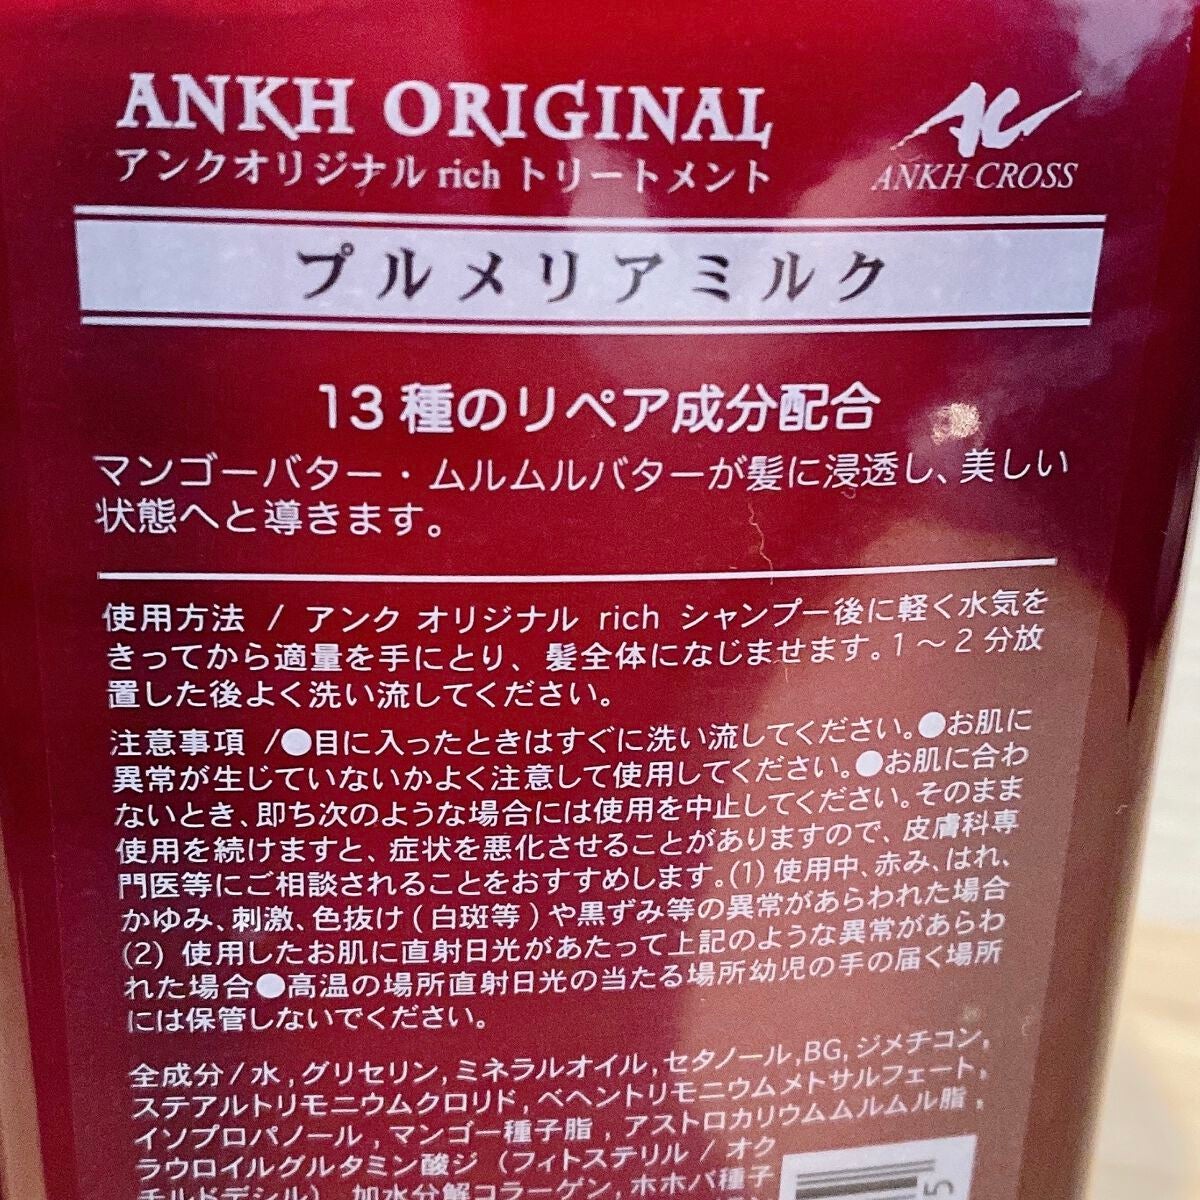 ANKH ORIGINAL
アンクオリジナル rich トリートメント
AC
ANKH CROSS
プルメリアミルク
13種のリペア成分配合
マンゴーバター・ムルムルバターが髪に浸透し、美しい
状態へと導きます。
使用方法 / アンク オリジナル rich シャンプー後に軽く水気を
きってから適量を手にとり、髪全体になじませます。1～2分放
置した後よく洗い流してください。
注意事項 /●目に入ったときはすぐに洗い流してください。●お肌に
異常が生じていないかよく注意して使用してください。●お肌に合わ
ないとき、即ち次のような場合には使用を中止してください。そのまま
使用を続けますと、症状を悪化させることがありますので、皮膚科専
門医等にご相談されることをおすすめします。(1) 使用中、赤み、はれ、
かゆみ、刺激、色抜け(白斑等)や黒ずみ等の異常があらわれた場合
(2) 使用したお肌に直射日光があたって上記のような異常があらわ
れた場合●高温の場所直射日光の当たる場所幼児の手の届く場所
には保管しないでください。
全成分/水,グリセリン,ミネラルオイル,セタノール,BG,ジメチコン,
ステアルトリモニウムクロリド,ベヘントリモニウムメトサルフェート,
イソプロパノール,マンゴー種子脂,アストロカリウムムルムル脂,
ラウロイルグルタミン酸ジ(フィトステリル/オク
チルドデシル),加水分解コラーゲン,ホホバ種子
5